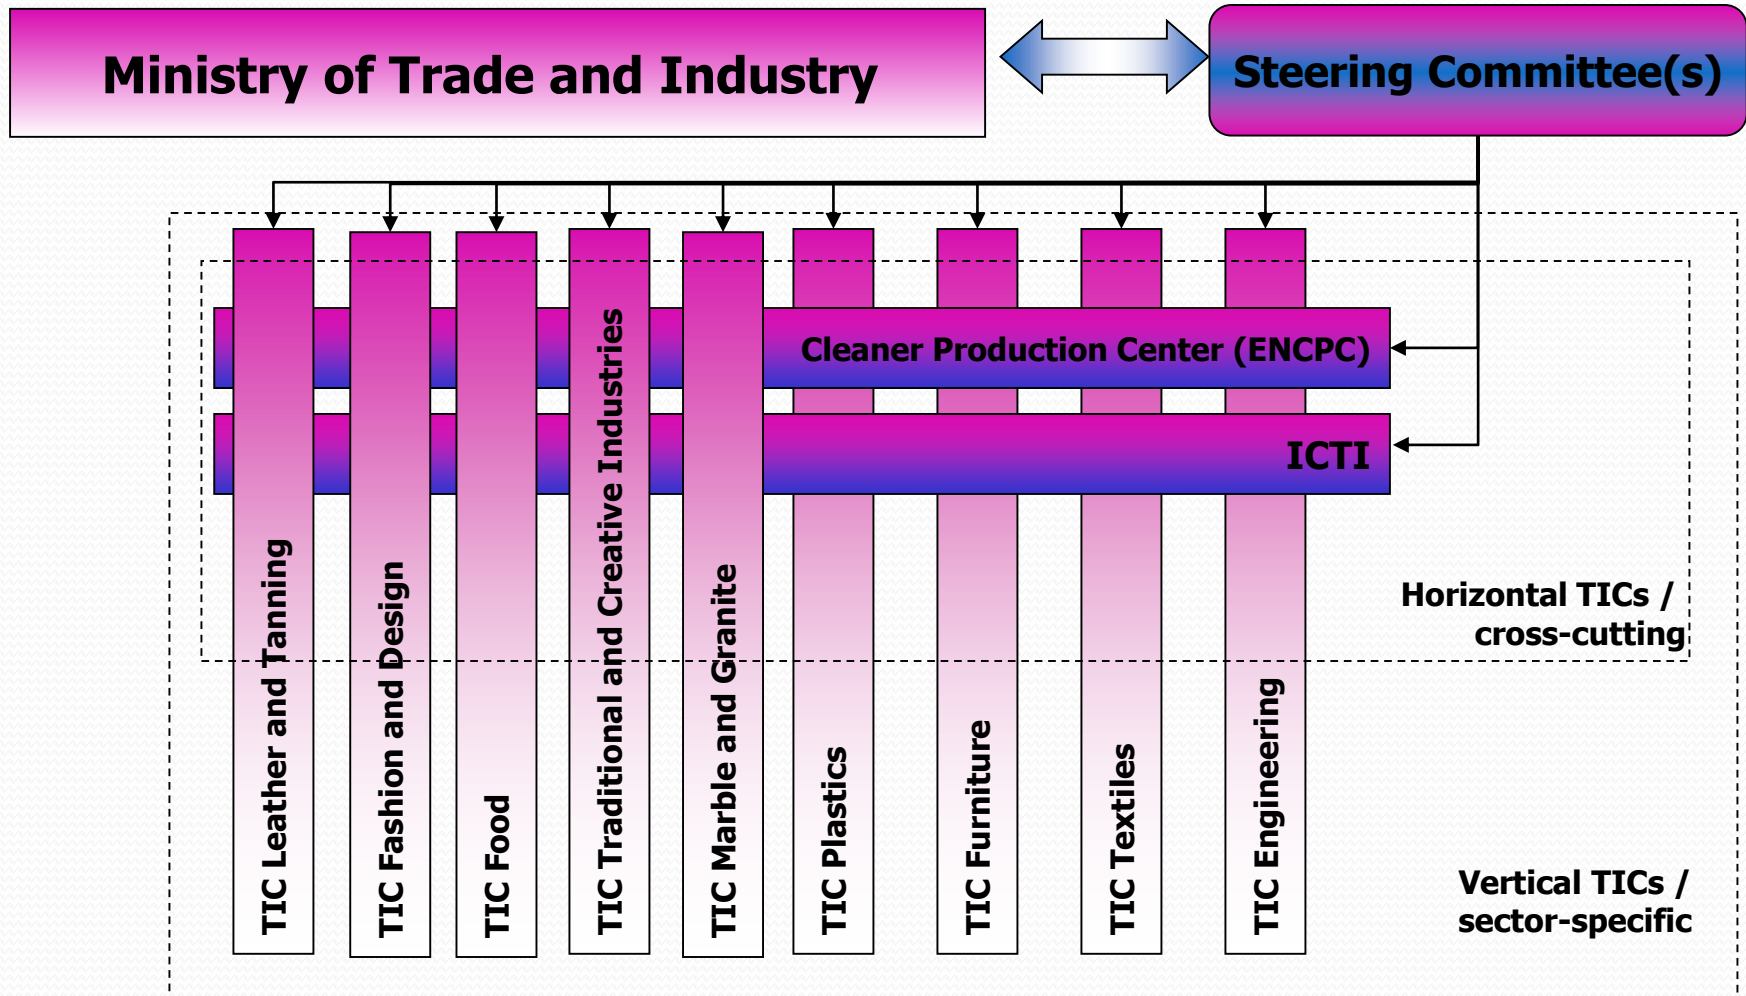 Ministry of Trade and Industry
Steering Committee(s)
Cleaner Production Center (ENCPC)
ICTI
TIC Leather and Tanning
TIC Fashion and Design
TIC Food
TIC Traditional and Creative Industries
TIC Marble and Granite
TIC Plastics
TIC Furniture
TIC Textiles
TIC Engineering
Horizontal TICs /
cross-cutting
Vertical TICs /
sector-specific